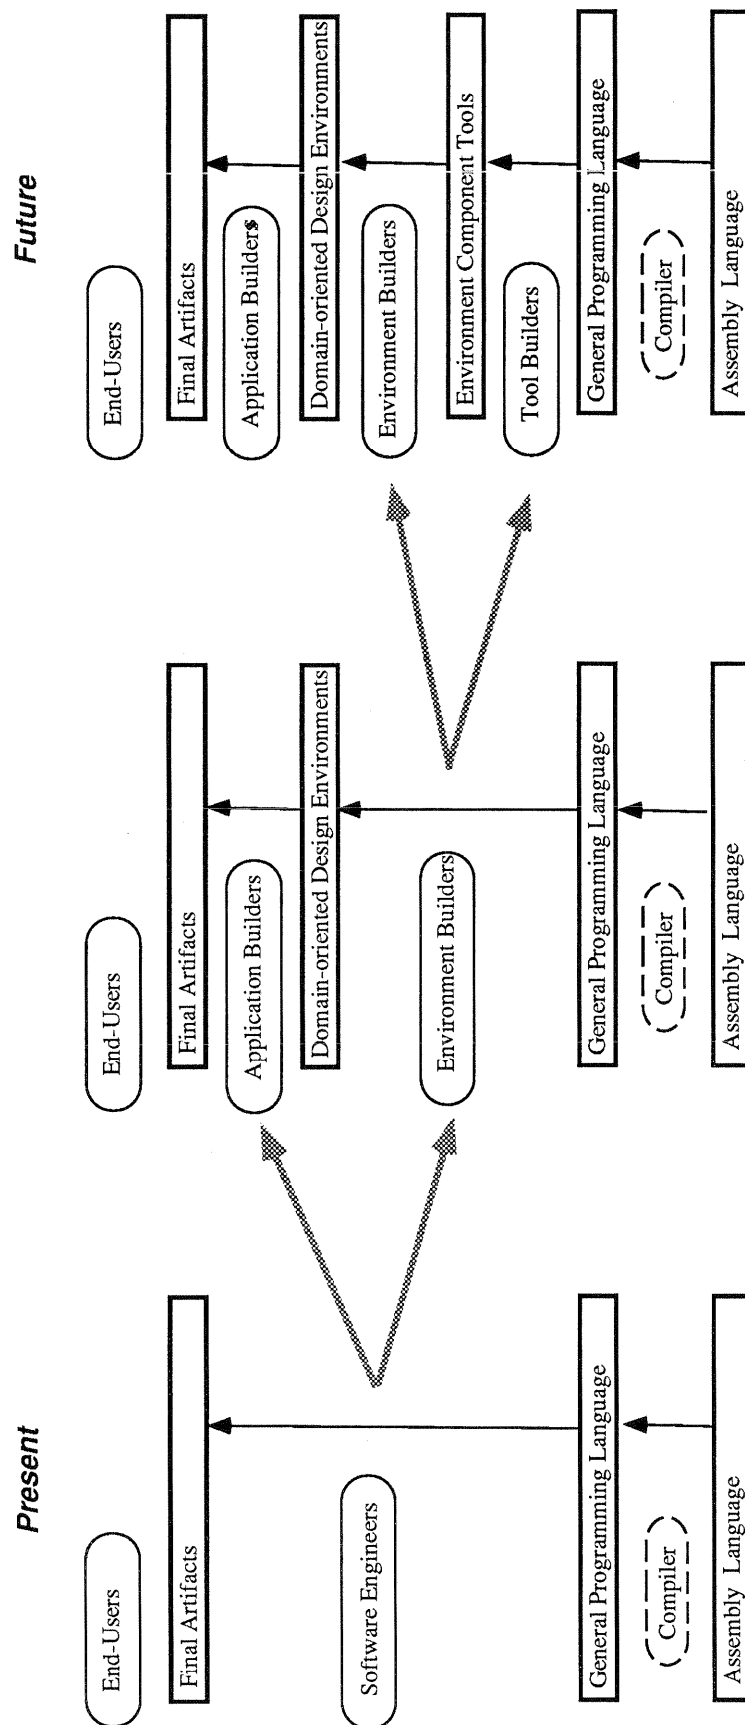 Present
End-Users
Final Artifacts
Software Engineers
General Programming Language
Compiler
Assembly Language
End-Users
Final Artifacts
Application Builders
Domain-oriented Design Environments
Environment Builders
General Programming Language
Compiler
Assembly Language
Future
End-Users
Final Artifacts
Application Builders
Domain-oriented Design Environments
Environment Builders
Environment Component Tools
Tool Builders
General Programming Language
Compiler
Assembly Language